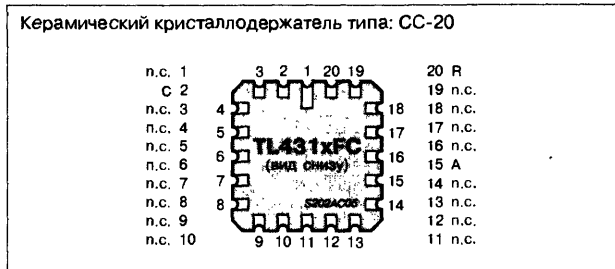 Керамический кристаллодержатель типа: СС-20
n.c. 1
C 2
n.c. 3
n.c. 4
n.c. 5
n.c. 6
n.c. 7
n.c. 8
n.c. 9
n.c. 10
3 2 1 20 19
4
5
6
7
8
TL431xFC
(вид снизу)
S202AC05
18
17
16
15
14
9 10 11 12 13
20 R
19 n.c.
18 n.c.
17 n.c.
16 n.c.
15 A
14 n.c.
13 n.c.
12 n.c.
11 n.c.